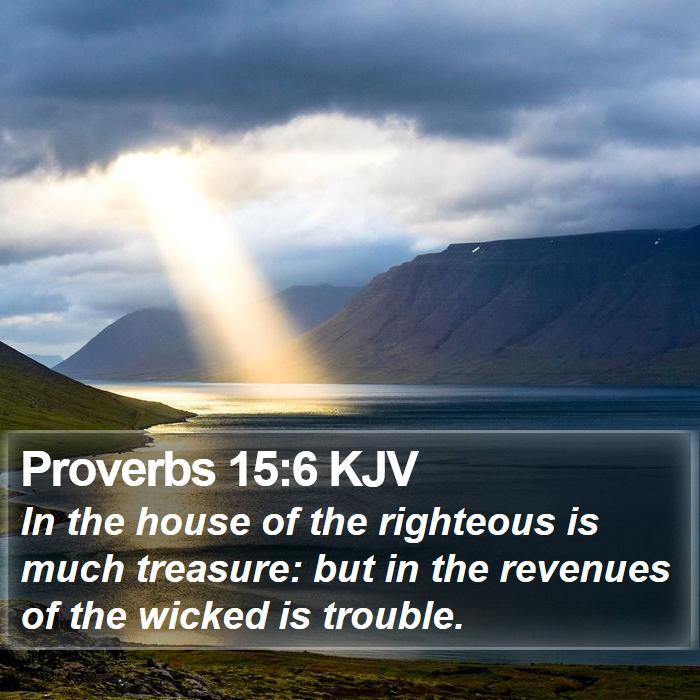 Proverbs 15:6 KJV
In the house of the righteous is
much treasure: but in the revenues
of the wicked is trouble.